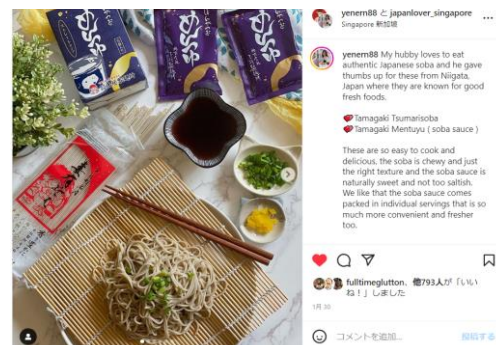 yenern88 と japanlover_singapore
Singapore 新加坡
yenern88 My hubby loves to eat
authentic Japanese soba and he gave
thumbs up for these from Niigata,
Japan where they are known for good
fresh foods.
Tamagaki Tsumarisoba
Tamagaki Mentuyu ( soba sauce )
These are so easy to cook and
delicious, the soba is chewy and just
the right texture and the soba sauce is
naturally sweet and not too saltish.
We like that the soba sauce comes
packed in individual servings that is so
much more convenient and fresher
too.
fulltimeglutton、他793人が「いい
ね！」しました
1月 30
コメントを追加...
投稿する